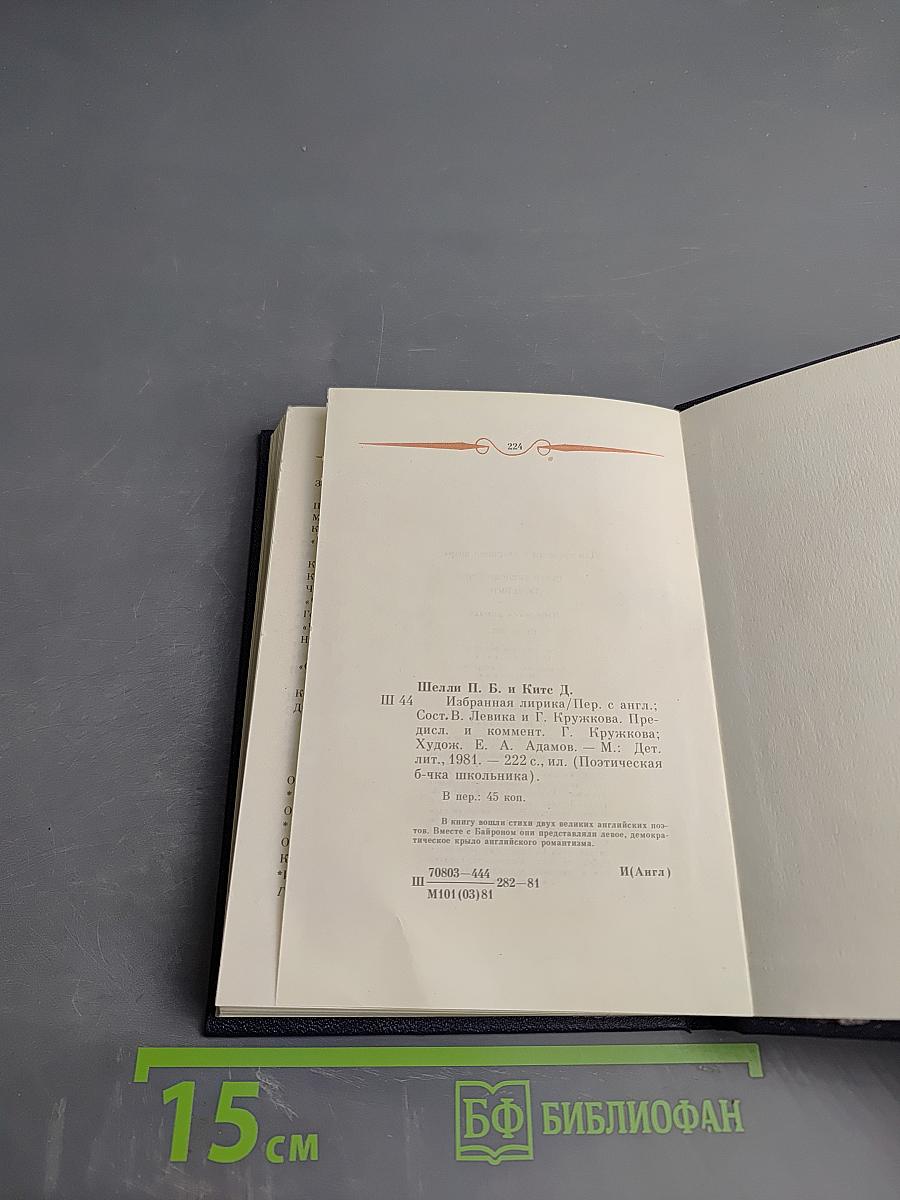 224
Шелли П. Б. и Китс Д.
Ш 44 Избранная лирика/Пер. с англ.;
Сост. В. Левика и Г. Кружкова. Пре-
дисл. и коммент. Г. Кружкова;
Худож. Е. А. Адамов. — М.: Дет.
лит., 1981. — 222 с., ил. (Поэтическая
б-чка школьника).
В пер.: 45 коп.
В книгу вошли стихи двух великих английских поэ-
тов. Вместе с Байроном они представляли левое, демокра-
тическое крыло английского романтизма.
70803—444
Ш 282—81 И(Англ)
М101(03)81
15 см
БФ БИБЛИОФАН